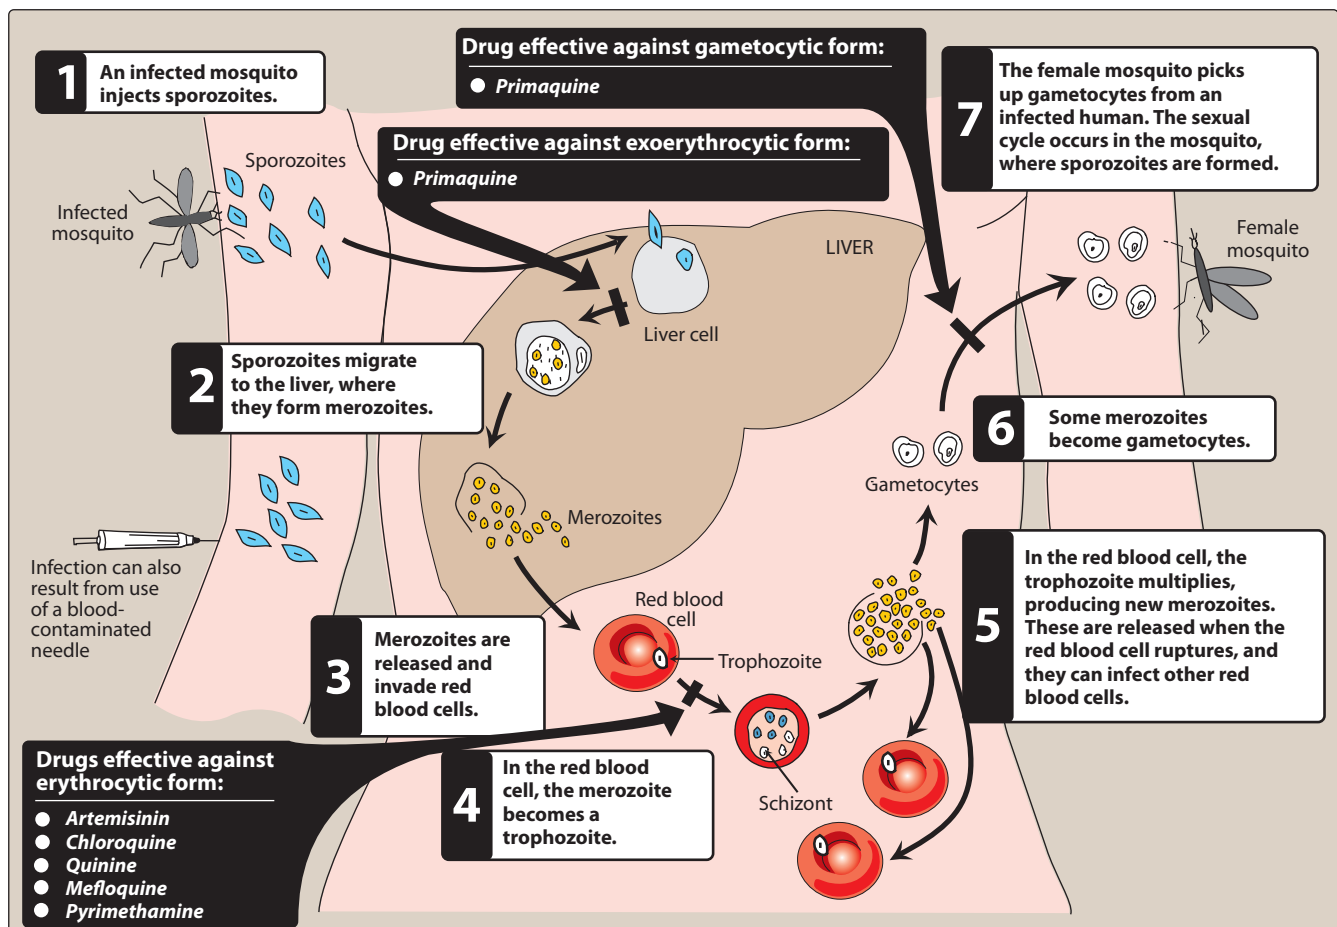 1
An infected mosquito
injects sporozoites.
Drug effective against gametocytic form:
Primaquine
7
The female mosquito picks
up gametocytes from an
infected human. The sexual
cycle occurs in the mosquito,
where sporozoites are formed.
Drug effective against exoerythrocytic form:
Primaquine
Sporozoites
Infected
mosquito
LIVER
Female
mosquito
Liver cell
2
Sporozoites migrate
to the liver, where
they form merozoites.
6
Some merozoites
become gametocytes.
Gametocytes
Merozoites
Infection can also
result from use
of a blood-
contaminated
needle
5
In the red blood cell, the
trophozoite multiplies,
producing new merozoites.
These are released when the
red blood cell ruptures, and
they can infect other red
blood cells.
Red blood
cell
Trophozoite
3
Merozoites are
released and
invade red
blood cells.
Drugs effective against
erythrocytic form:
Artemisinin
Chloroquine
Quinine
Mefloquine
Pyrimethamine
4
In the red blood
cell, the merozoite
becomes a
trophozoite.
Schizont